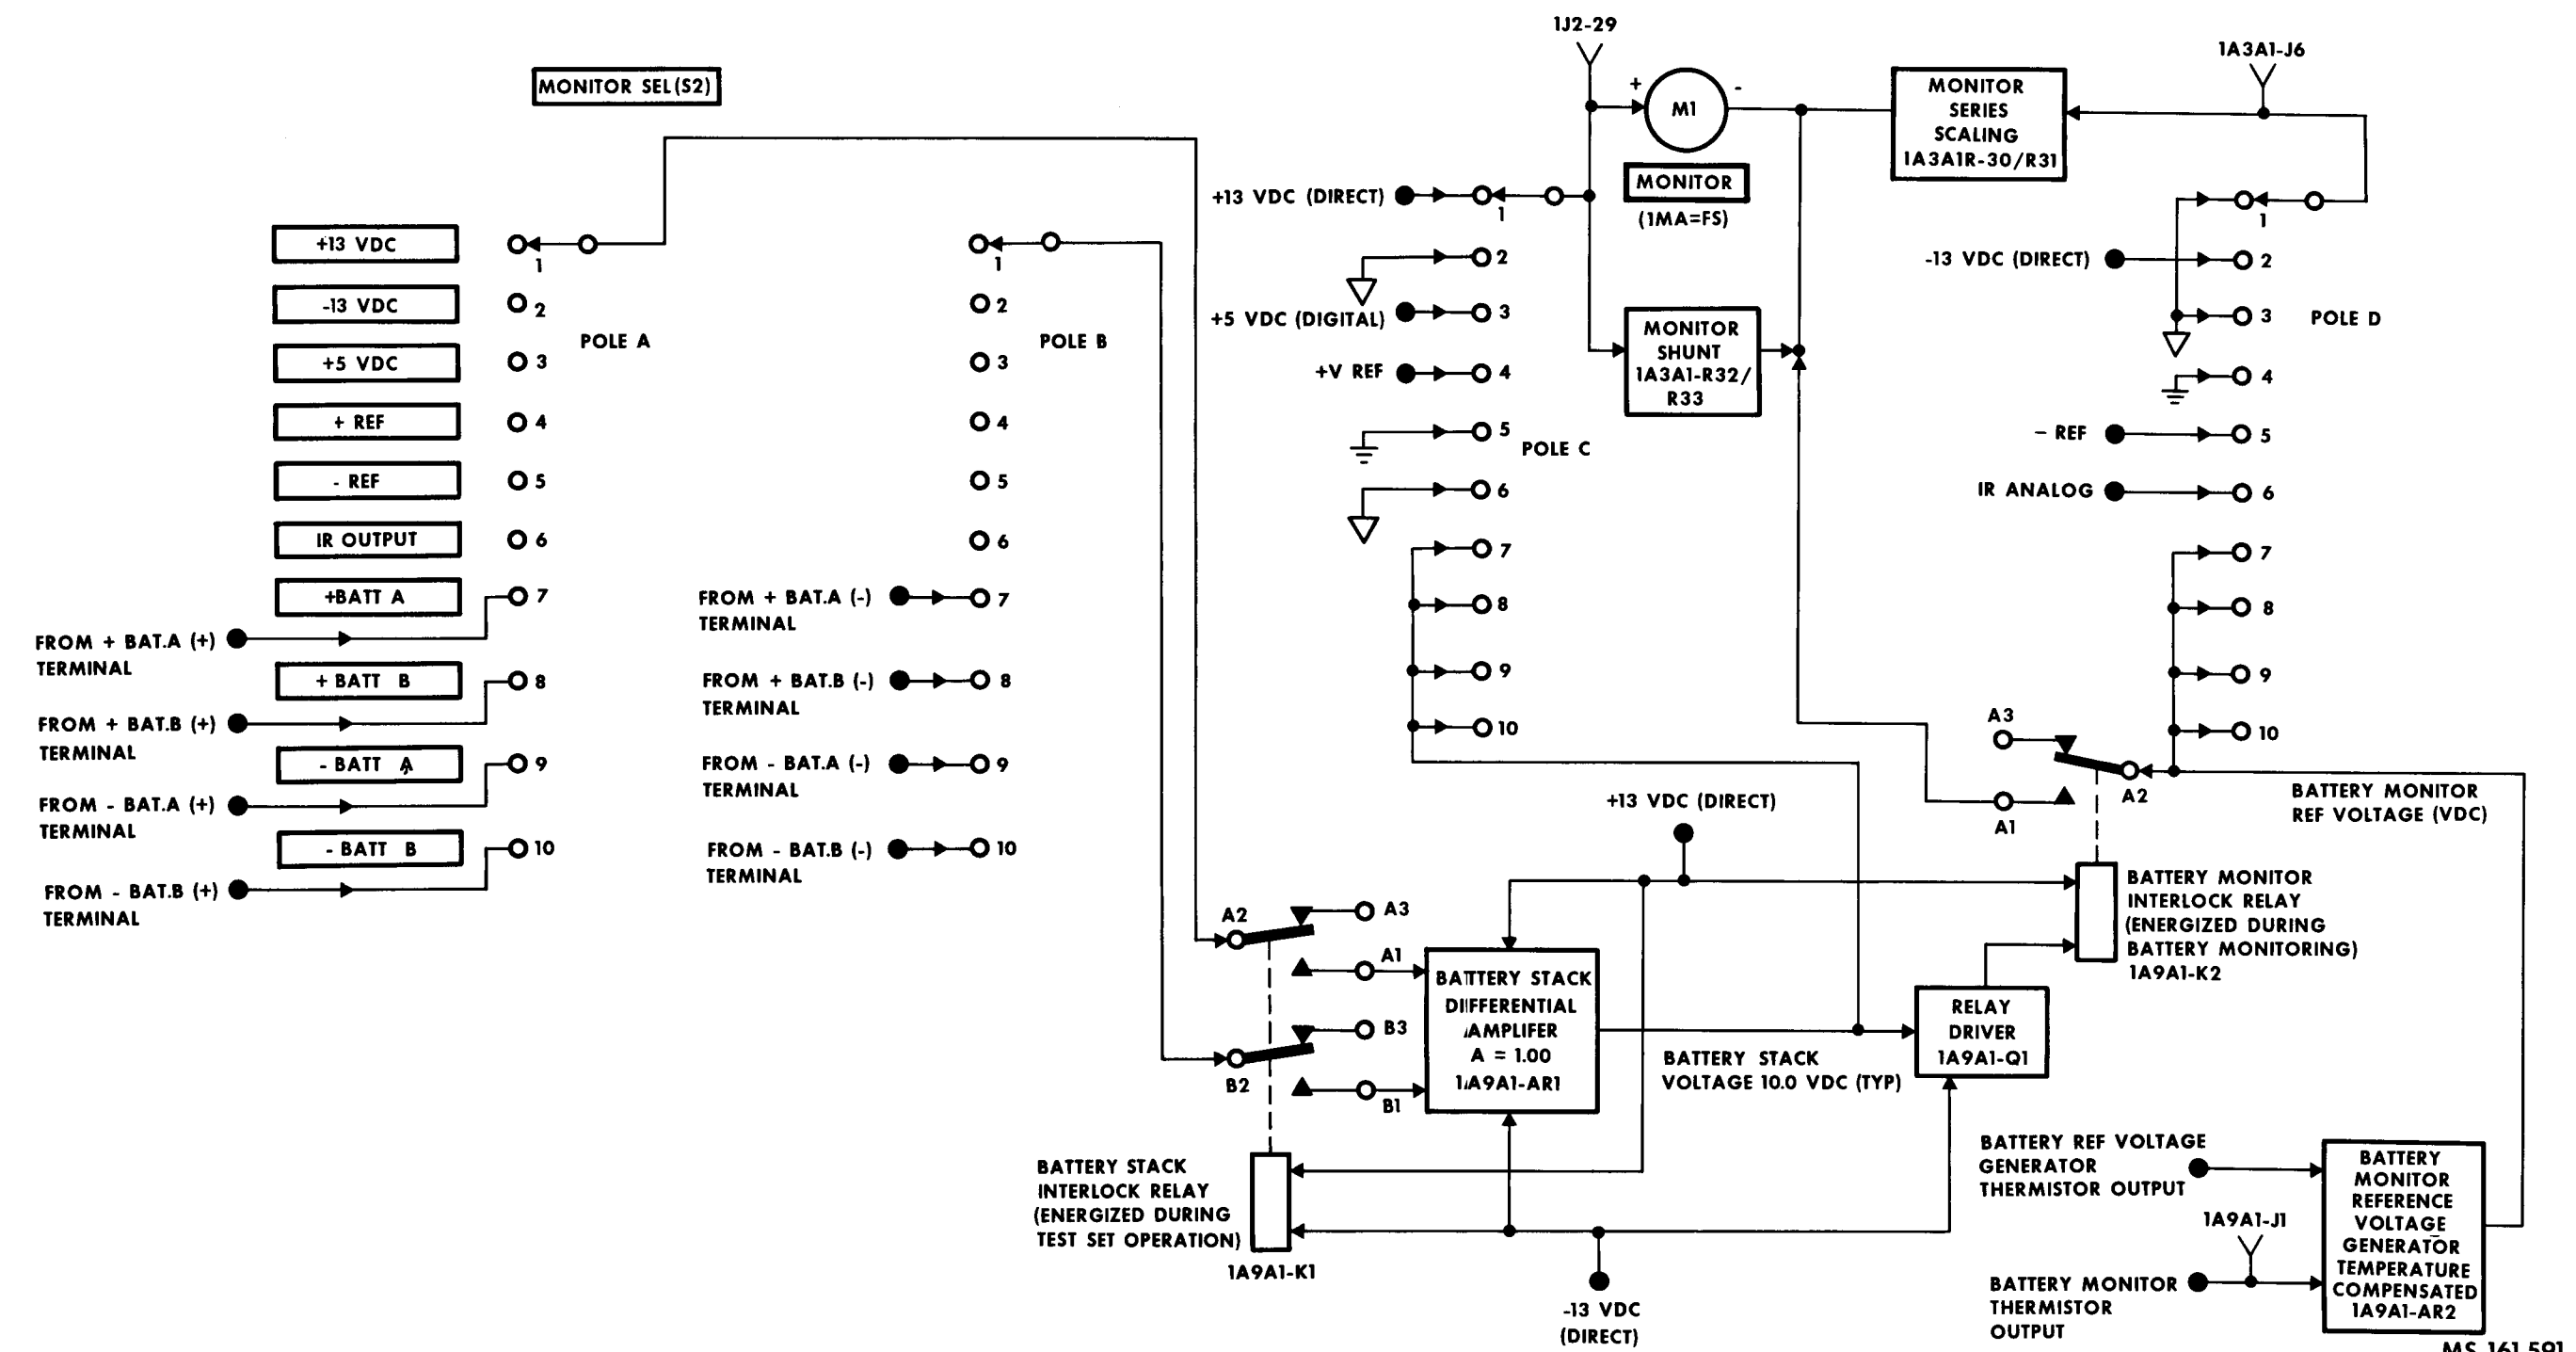 MONITOR SEL(S2)
+13 VDC
-13 VDC
+5 VDC
+ REF
- REF
IR OUTPUT
+BATT A
+ BATT B
- BATT A
- BATT B
FROM + BAT.A (+)
TERMINAL
FROM + BAT.B (+)
TERMINAL
FROM - BAT.A (+)
TERMINAL
FROM - BAT.B (+)
TERMINAL
1
2
3
4
5
6
7
8
9
10
POLE A
FROM + BAT.A (-)
TERMINAL
FROM + BAT.B (-)
TERMINAL
FROM - BAT.A (-)
TERMINAL
FROM - BAT.B (-)
TERMINAL
1
2
3
4
5
6
7
8
9
10
POLE B
1J2-29
+
M1
-
MONITOR
(1MA=FS)
MONITOR
SERIES
SCALING
1A3A1R-30/R31
1A3A1-J6
+13 VDC (DIRECT)
+5 VDC (DIGITAL)
+V REF
1
2
3
4
5
6
7
8
9
10
POLE C
MONITOR
SHUNT
1A3A1-R32/
R33
-13 VDC (DIRECT)
- REF
IR ANALOG
1
2
3
4
5
6
7
8
9
10
POLE D
A3
A1
A2
BATTERY MONITOR
REF VOLTAGE (VDC)
+13 VDC (DIRECT)
BATTERY MONITOR
INTERLOCK RELAY
(ENERGIZED DURING
BATTERY MONITORING)
1A9A1-K2
A2
A3
A1
B3
B2
B1
BATTERY STACK
DIFFERENTIAL
AMPLIFER
A = 1.00
1A9A1-AR1
BATTERY STACK
VOLTAGE 10.0 VDC (TYP)
RELAY
DRIVER
1A9A1-Q1
BATTERY STACK
INTERLOCK RELAY
(ENERGIZED DURING
TEST SET OPERATION)
1A9A1-K1
-13 VDC
(DIRECT)
BATTERY REF VOLTAGE
GENERATOR
THERMISTOR OUTPUT
1A9A1-J1
BATTERY MONITOR
THERMISTOR
OUTPUT
BATTERY
MONITOR
REFERENCE
VOLTAGE
GENERATOR
TEMPERATURE
COMPENSATED
1A9A1-AR2
MS 161 591